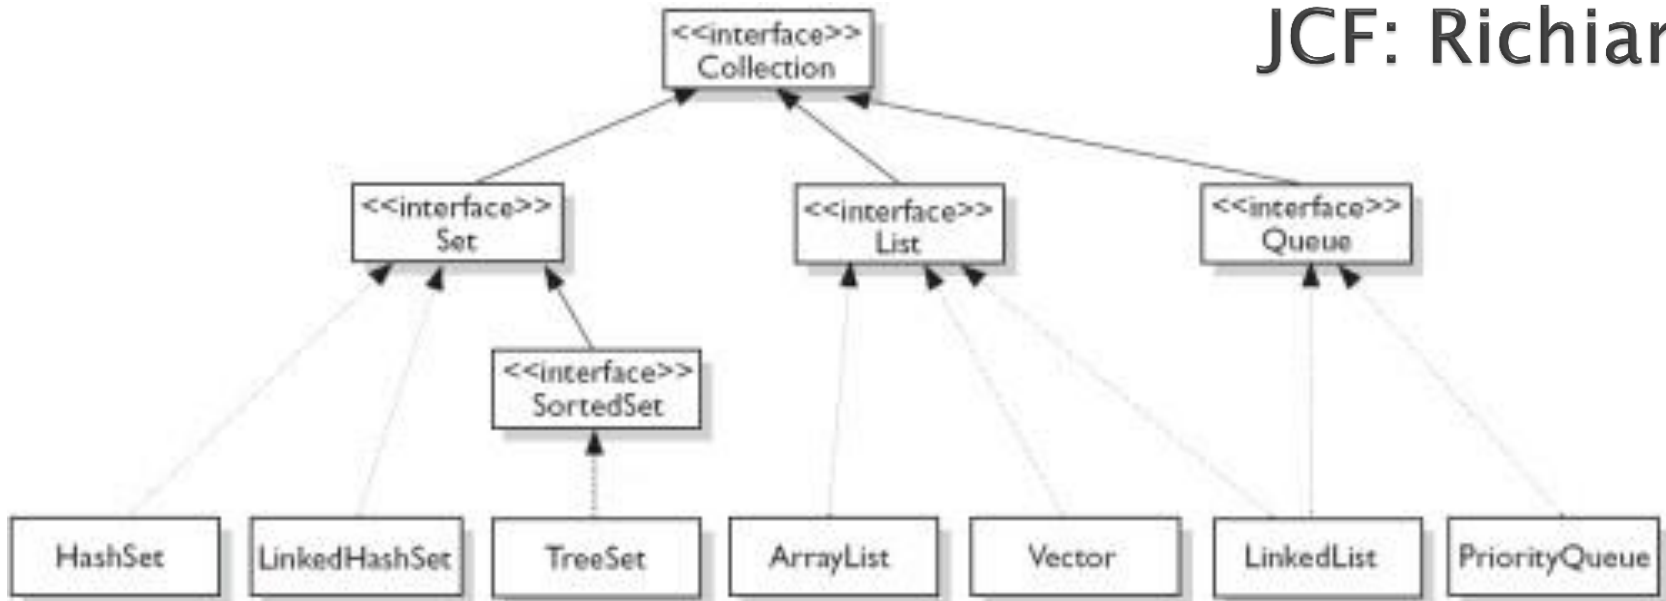 JCF: Richiar
<<interface>>
Collection
<<interface>>
Set
<<interface>>
List
<<interface>>
Queue
<<interface>>
SortedSet
HashSet
LinkedHashSet
TreeSet
ArrayList
Vector
LinkedList
PriorityQueue